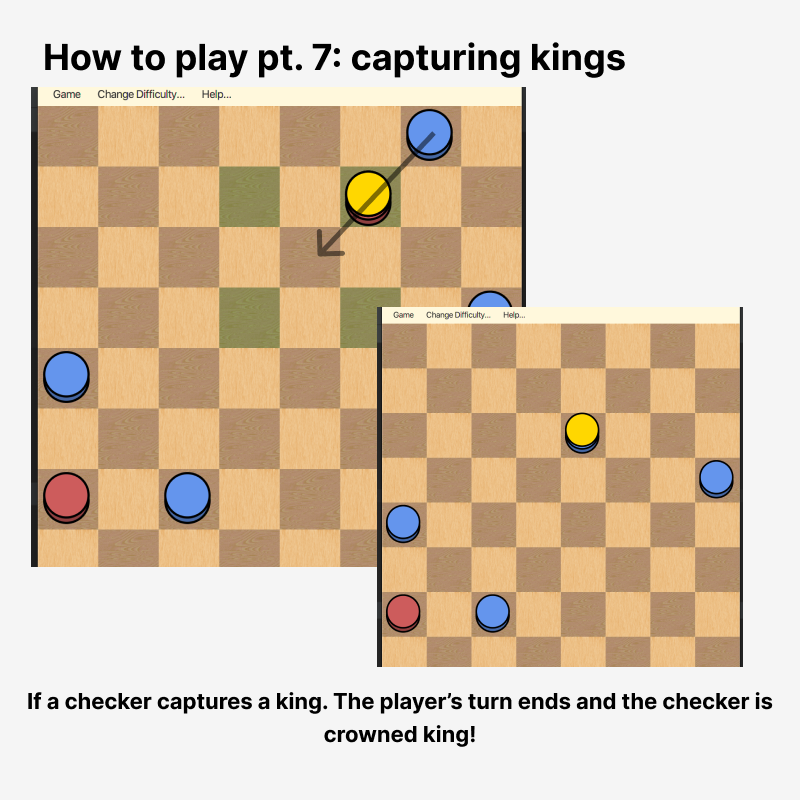 How to play pt. 7: capturing kings
Game Change Difficulty... Help...
Game Change Difficulty... Help...
If a checker captures a king. The player’s turn ends and the checker is
crowned king!